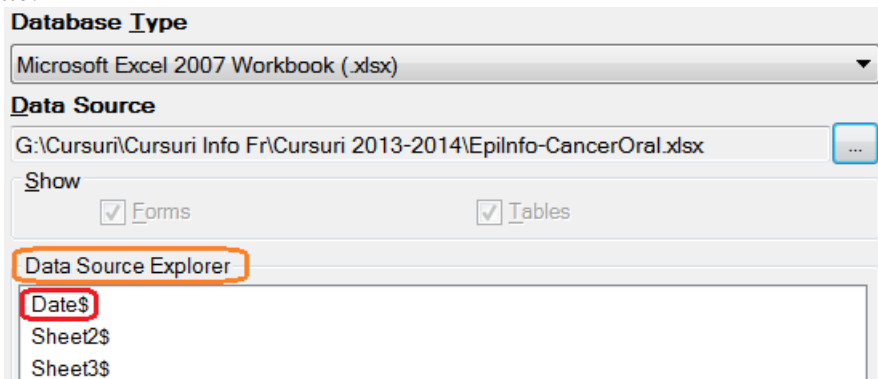 Database Type
Microsoft Excel 2007 Workbook (.xlsx)
Data Source
G:\Cursuri\Cursuri Info Fr\Cursuri 2013-2014\EpiInfo-CancerOral.xlsx
...
Show
Forms Tables
Data Source Explorer
Date$
Sheet2$
Sheet3$